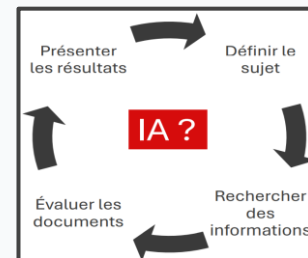 Présenter
les résultats
Définir le
sujet
IA ?
Évaluer les
documents
Rechercher
des
informations